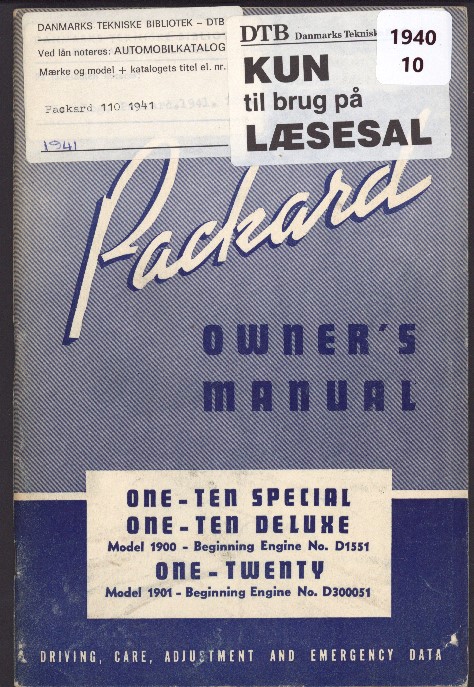 DANMARKS TEKNISKE BIBLIOTEK – DTB
Ved lån noteres: AUTOMOBILKATALOG
Mærke og model + katalogets titel el. nr.
Packard 110 1941
1941
DTB Danmarks Teknisk
KUN
til brug på
LÆSESAL
1940
10
Packard
OWNER'S
MANUAL
ONE-TEN SPECIAL
ONE-TEN DELUXE
Model 1900 - Beginning Engine No. D1551
ONE-TWENTY
Model 1901 - Beginning Engine No. D300051
DRIVING, CARE, ADJUSTMENT AND EMERGENCY DATA